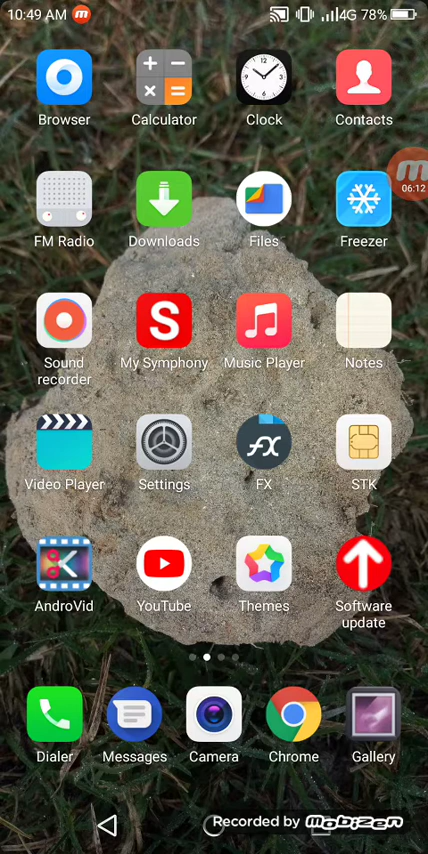 10:49 AM 4G 78%
Browser Calculator Clock Contacts
06:12
FM Radio Downloads Files Freezer
S
Sound recorder My Symphony Music Player Notes
Video Player Settings FX STK
AndroVid YouTube Themes Software update
Dialer Messages Camera Chrome Gallery
Recorded by Mobizen